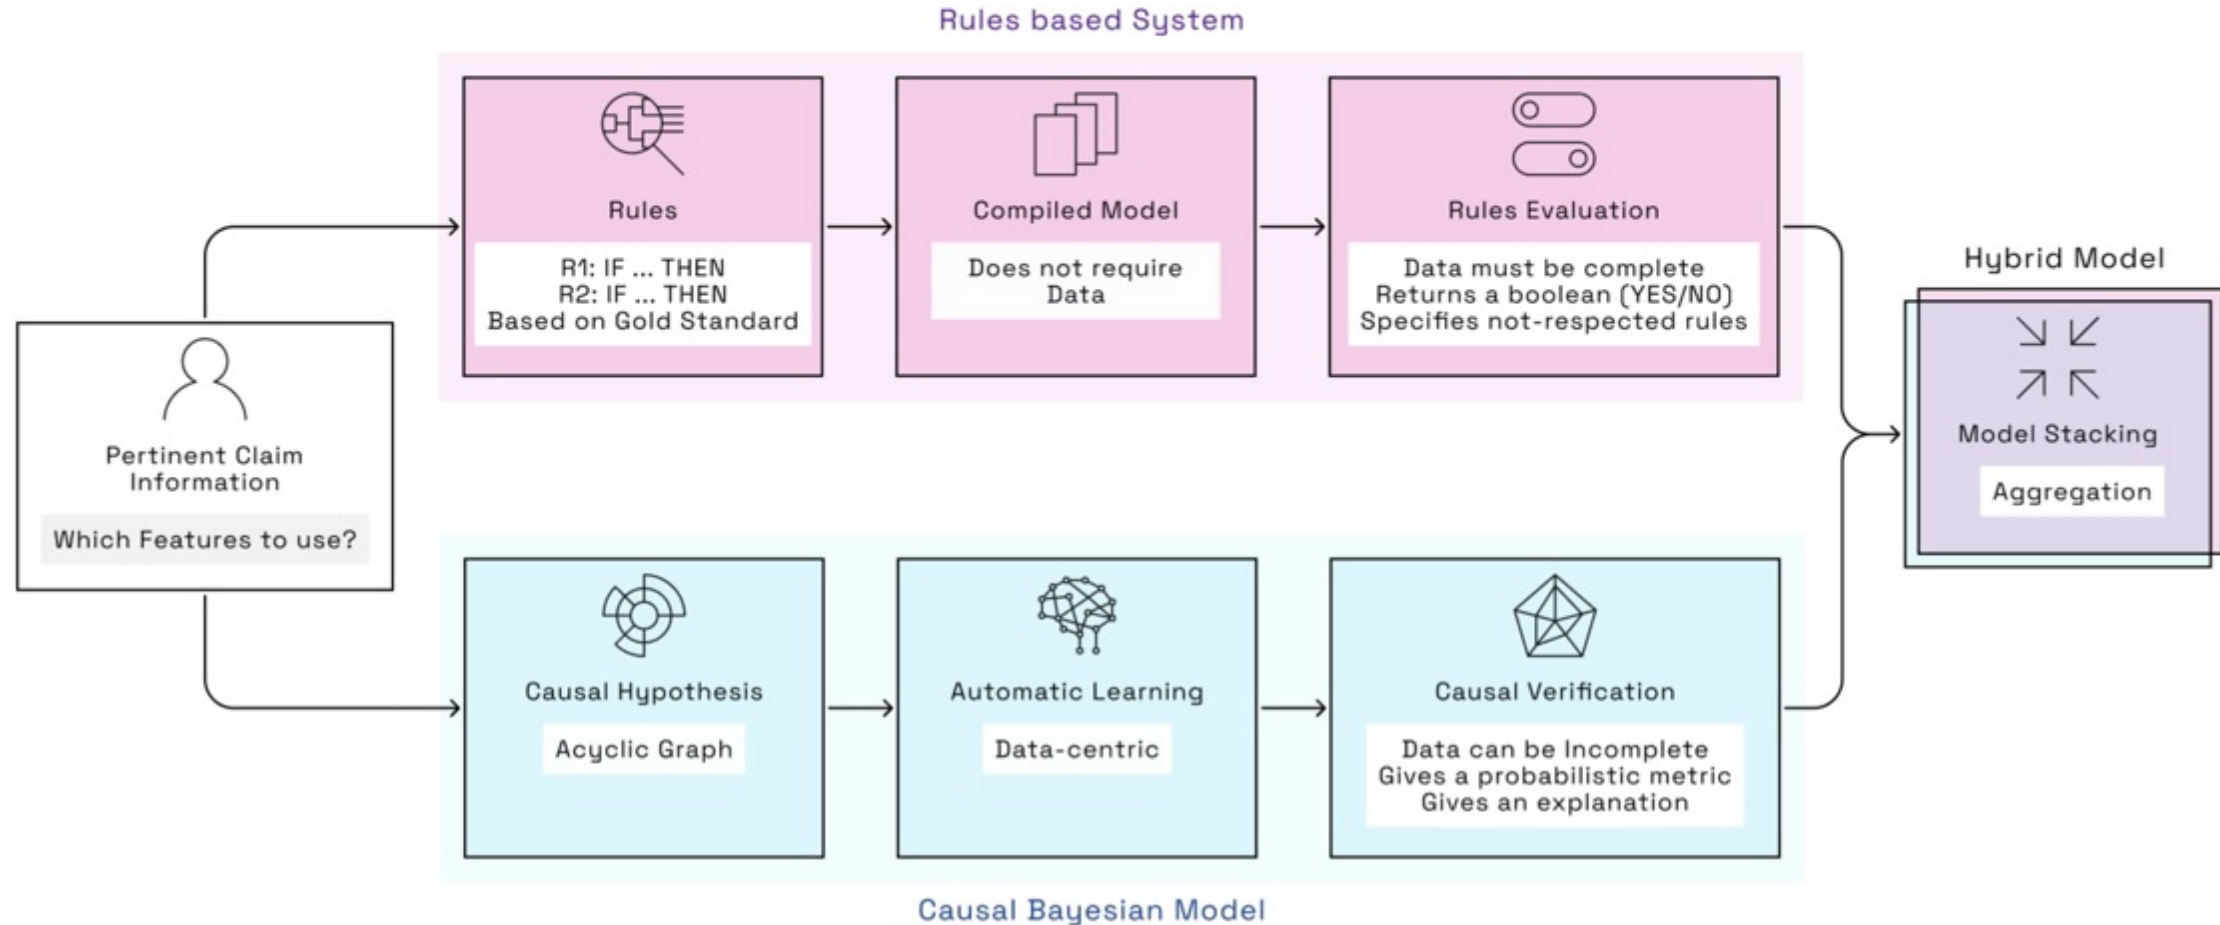 Rules based System
Rules
R1: IF ... THEN
R2: IF ... THEN
Based on Gold Standard
Compiled Model
Does not require
Data
Rules Evaluation
Data must be complete
Returns a boolean (YES/NO)
Specifies not-respected rules
Pertinent Claim
Information
Which Features to use?
Causal Hypothesis
Acyclic Graph
Automatic Learning
Data-centric
Causal Verification
Data can be Incomplete
Gives a probabilistic metric
Gives an explanation
Causal Bayesian Model
Hybrid Model
Model Stacking
Aggregation